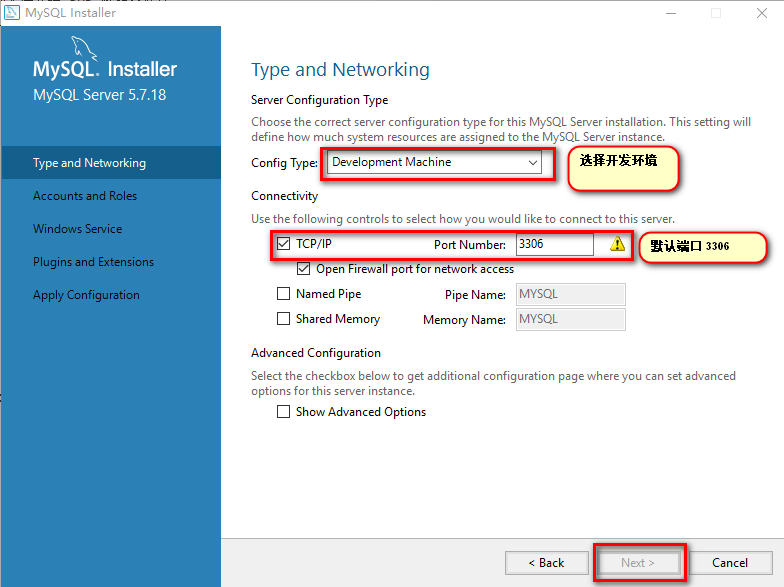 MySQL Installer
MySQL. Installer
MySQL Server 5.7.18
Type and Networking
Accounts and Roles
Windows Service
Plugins and Extensions
Apply Configuration
Type and Networking
Server Configuration Type
Choose the correct server configuration type for this MySQL Server installation. This setting will
define how much system resources are assigned to the MySQL Server instance.
Config Type: Development Machine
选择开发环境
Connectivity
Use the following controls to select how you would like to connect to this server.
TCP/IP Port Number: 3306
默认端口 3306
Open Firewall port for network access
Named Pipe Pipe Name: MYSQL
Shared Memory Memory Name: MYSQL
Advanced Configuration
Select the checkbox below to get additional configuration page where you can set advanced
options for this server instance.
Show Advanced Options
< Back Next > Cancel